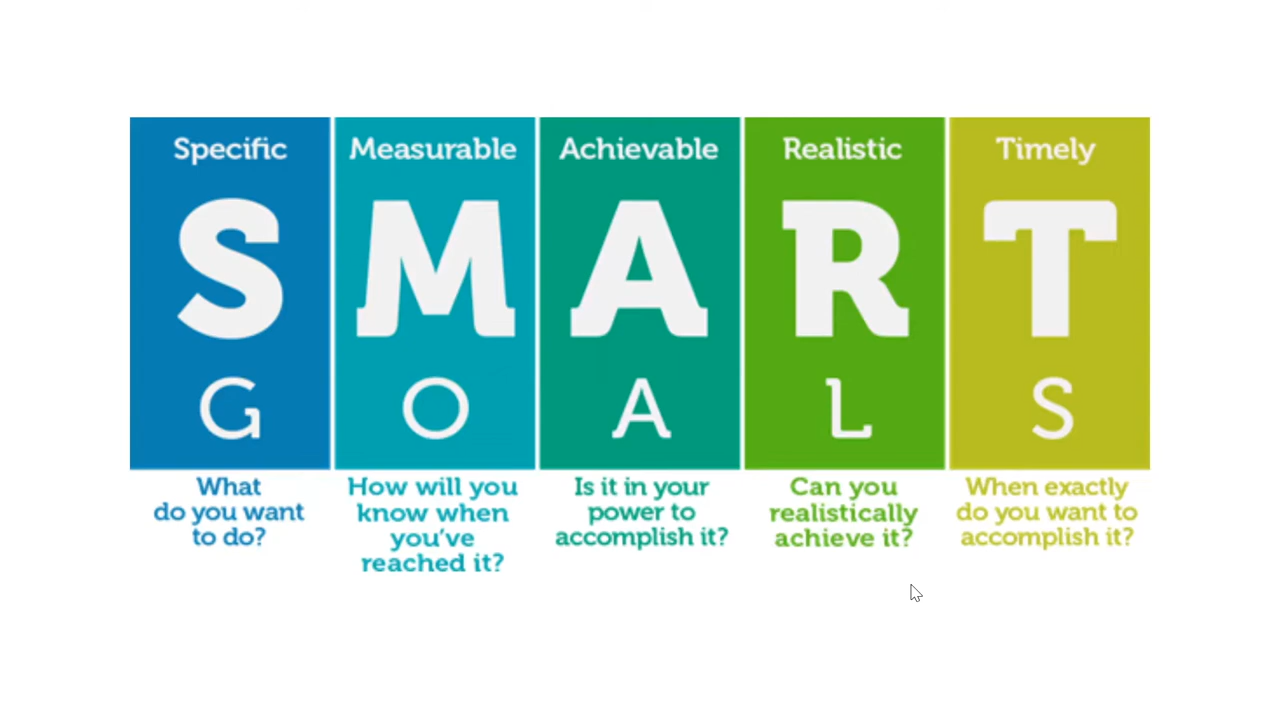 Specific Measurable Achievable Realistic Timely
S M A R T
G O A L S
What
do you want
to do?
How will you
know when
you've
reached it?
Is it in your
power to
accomplish it?
Can you
realistically
achieve it?
When exactly
do you want to
accomplish it?